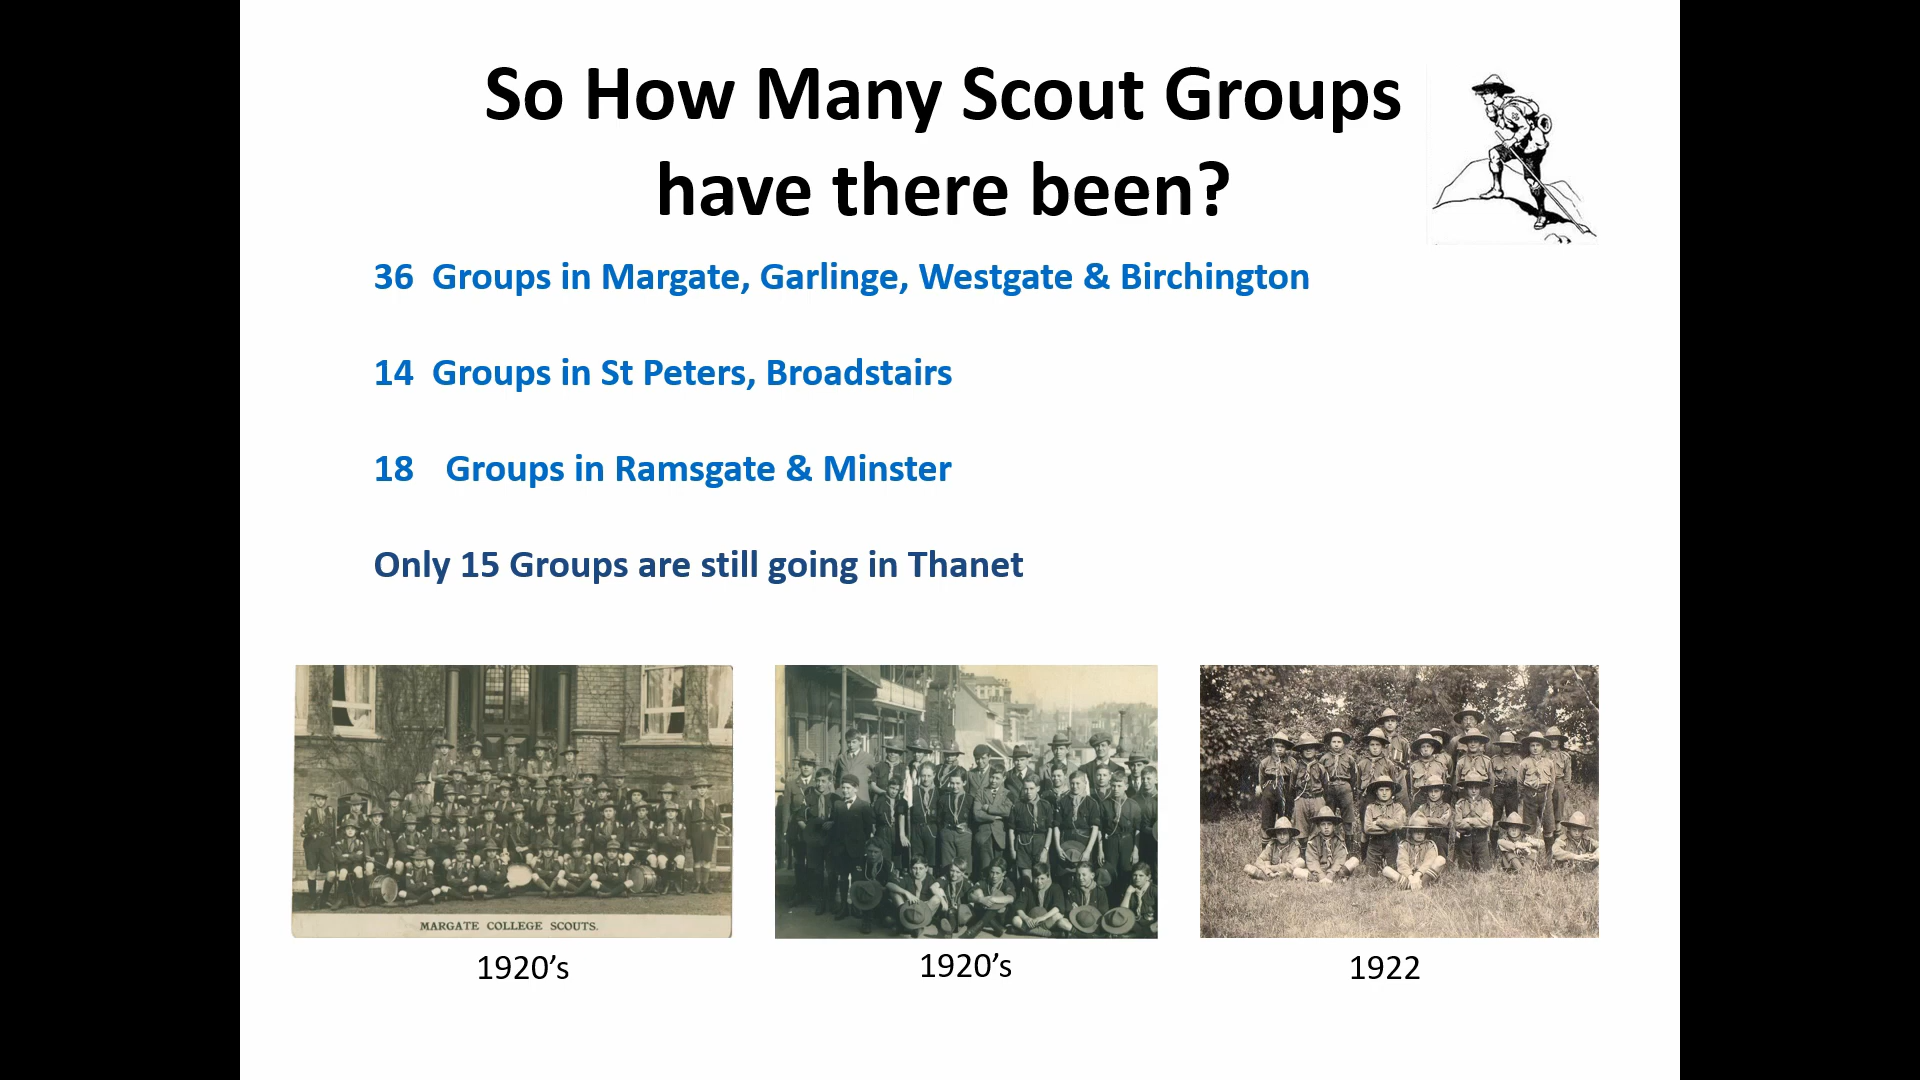 So How Many Scout Groups
have there been?
36 Groups in Margate, Garlinge, Westgate & Birchington
14 Groups in St Peters, Broadstairs
18 Groups in Ramsgate & Minster
Only 15 Groups are still going in Thanet
MARGATE COLLEGE SCOUTS.
1920’s
1920’s
1922